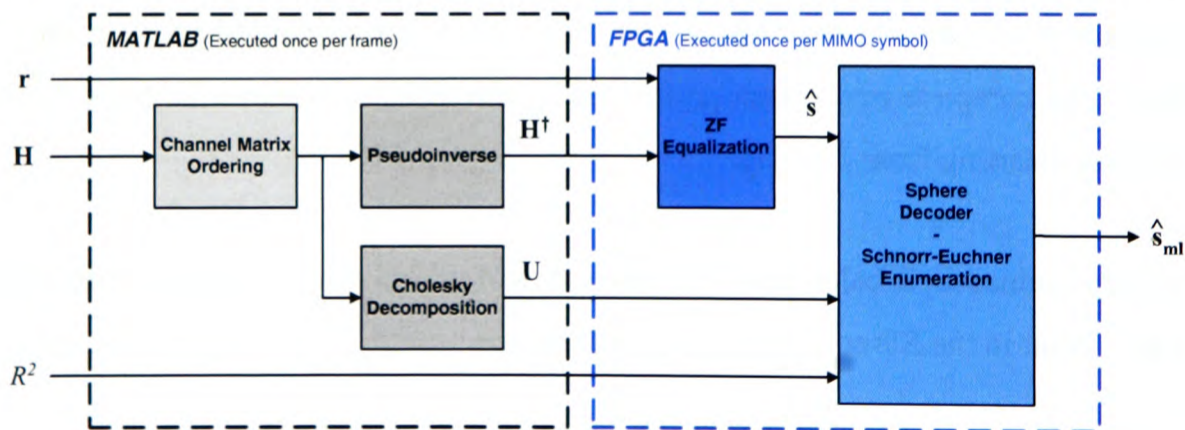 MATLAB (Executed once per frame)
FPGA (Executed once per MIMO symbol)
r
H
R²
Channel Matrix
Ordering
Pseudoinverse
H†
Cholesky
Decomposition
U
ZF
Equalization
ŝ
Sphere
Decoder
-
Schnorr-Euchner
Enumeration
ŝml